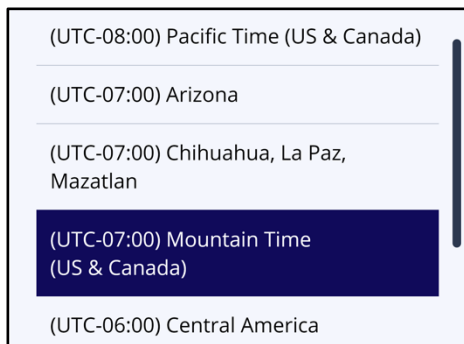 (UTC-08:00) Pacific Time (US & Canada)
(UTC-07:00) Arizona
(UTC-07:00) Chihuahua, La Paz,
Mazatlan
(UTC-07:00) Mountain Time
(US & Canada)
(UTC-06:00) Central America